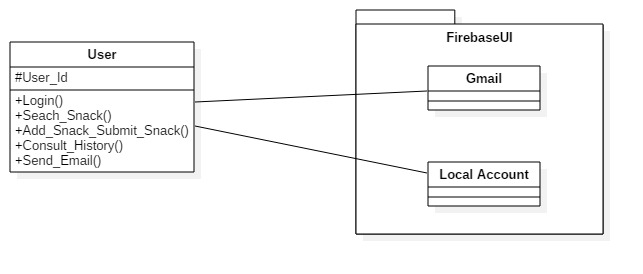 User
#User_Id
+Login()
+Seach_Snack()
+Add_Snack_Submit_Snack()
+Consult_History()
+Send_Email()
FirebaseUI
Gmail
Local Account